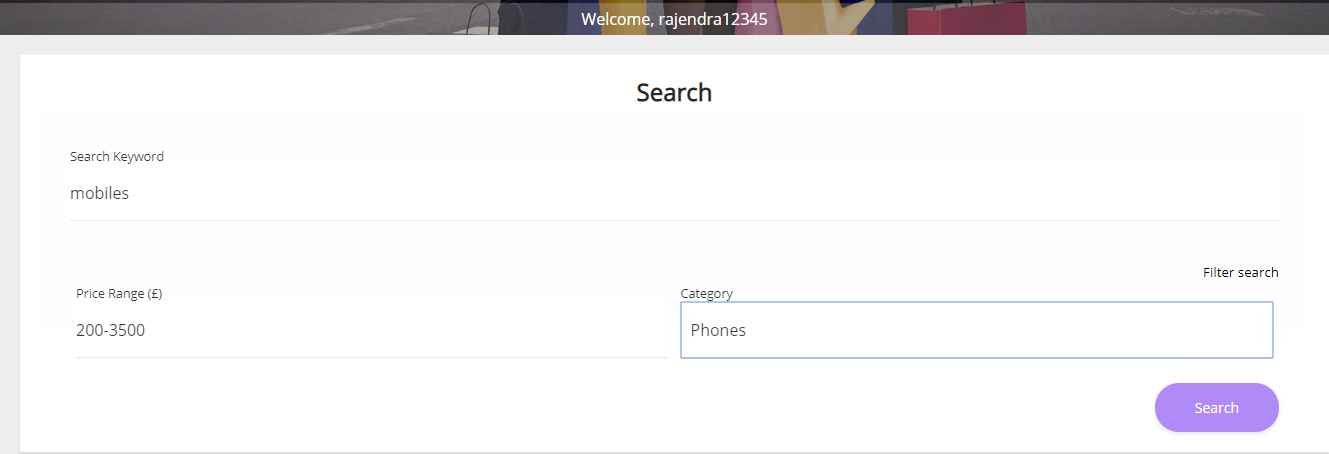 Welcome, rajendra12345
Search
Search Keyword
mobiles
Filter search
Price Range (£)
Category
200-3500
Phones
Search